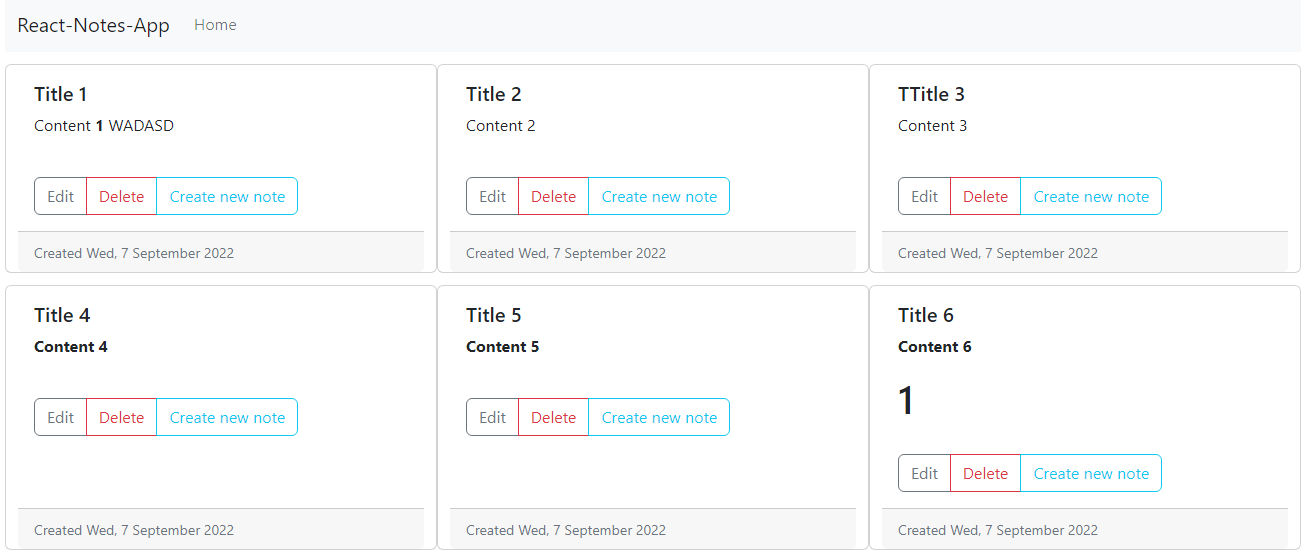 React-Notes-App Home
Title 1
Content 1 WADASD
Edit Delete Create new note
Created Wed, 7 September 2022
Title 2
Content 2
Edit Delete Create new note
Created Wed, 7 September 2022
TTitle 3
Content 3
Edit Delete Create new note
Created Wed, 7 September 2022
Title 4
Content 4
Edit Delete Create new note
Created Wed, 7 September 2022
Title 5
Content 5
Edit Delete Create new note
Created Wed, 7 September 2022
Title 6
Content 6
1
Edit Delete Create new note
Created Wed, 7 September 2022